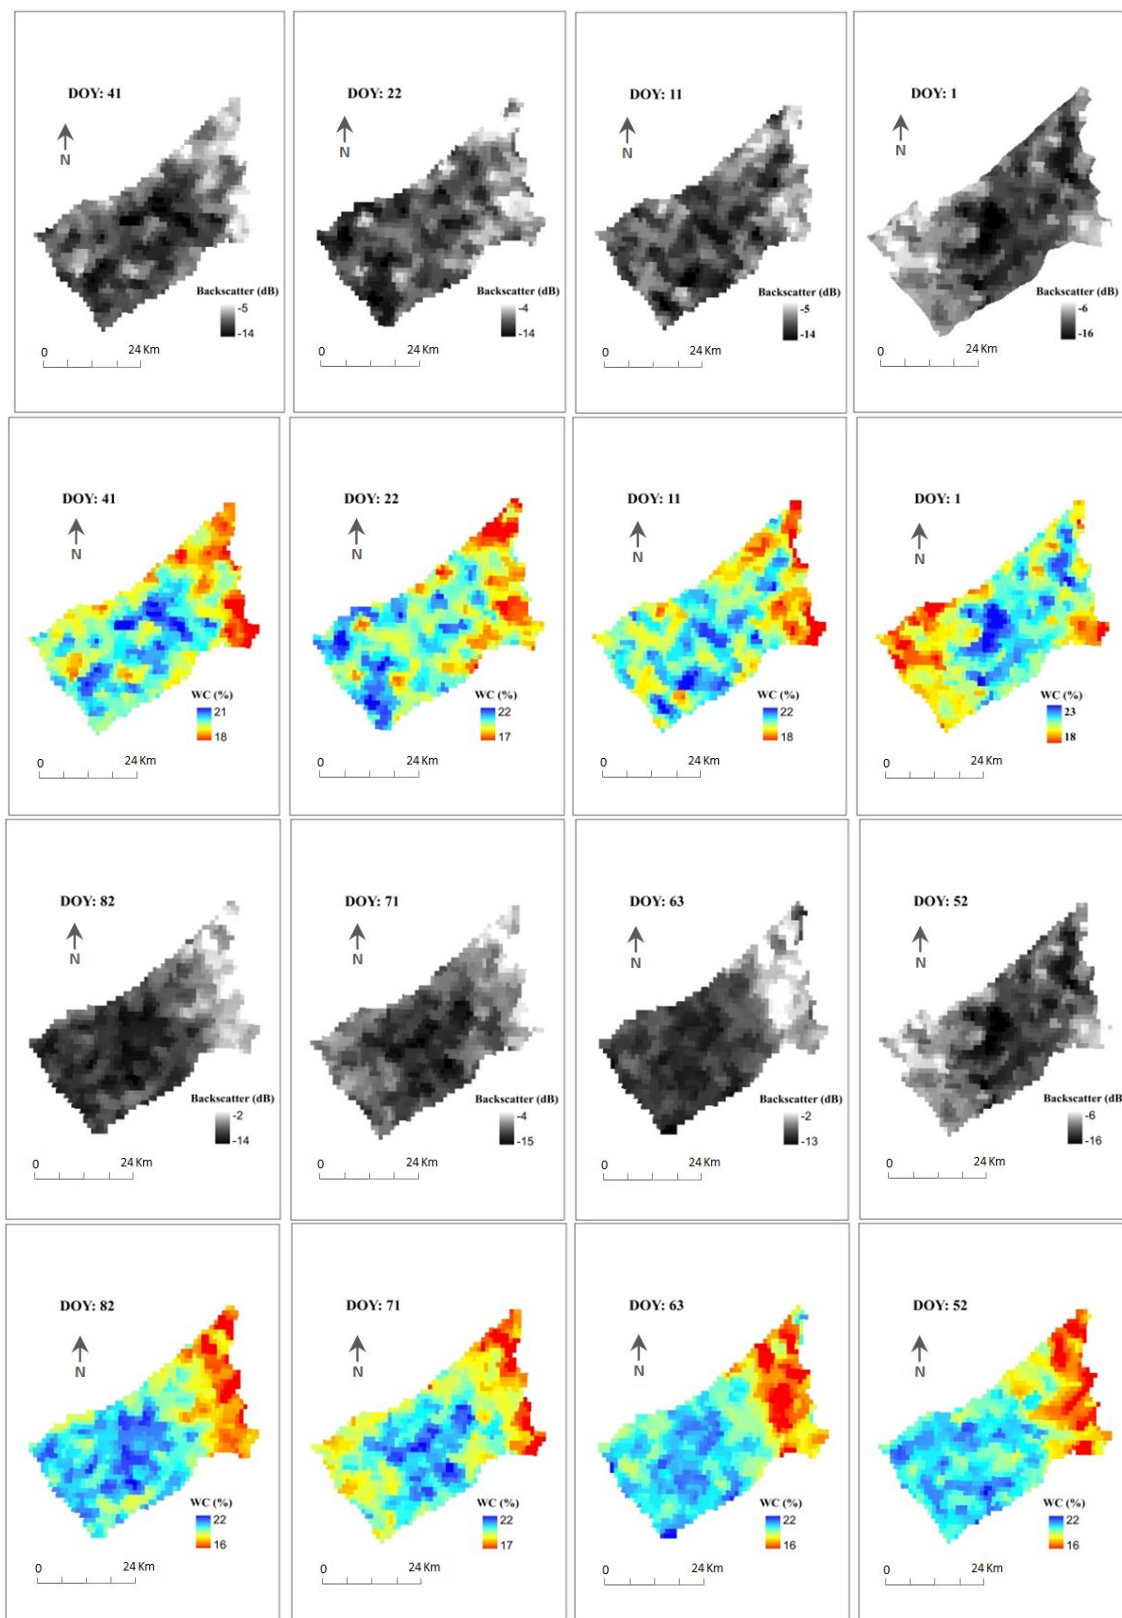 DOY: 41
N
Backscatter (dB)
-5
-14
0 24 Km
DOY: 22
N
Backscatter (dB)
-4
-14
0 24 Km
DOY: 11
N
Backscatter (dB)
-5
-14
0 24 Km
DOY: 1
N
Backscatter (dB)
-6
-16
0 24 Km
DOY: 41
N
WC (%)
21
18
0 24 Km
DOY: 22
N
WC (%)
22
17
0 24 Km
DOY: 11
N
WC (%)
22
18
0 24 Km
DOY: 1
N
WC (%)
23
18
0 24 Km
DOY: 82
N
Backscatter (dB)
-2
-14
0 24 Km
DOY: 71
N
Backscatter (dB)
-4
-15
0 24 Km
DOY: 63
N
Backscatter (dB)
-2
-13
0 24 Km
DOY: 52
N
Backscatter (dB)
-6
-16
0 24 Km
DOY: 82
N
WC (%)
22
16
0 24 Km
DOY: 71
N
WC (%)
22
17
0 24 Km
DOY: 63
N
WC (%)
22
16
0 24 Km
DOY: 52
N
WC (%)
22
16
0 24 Km